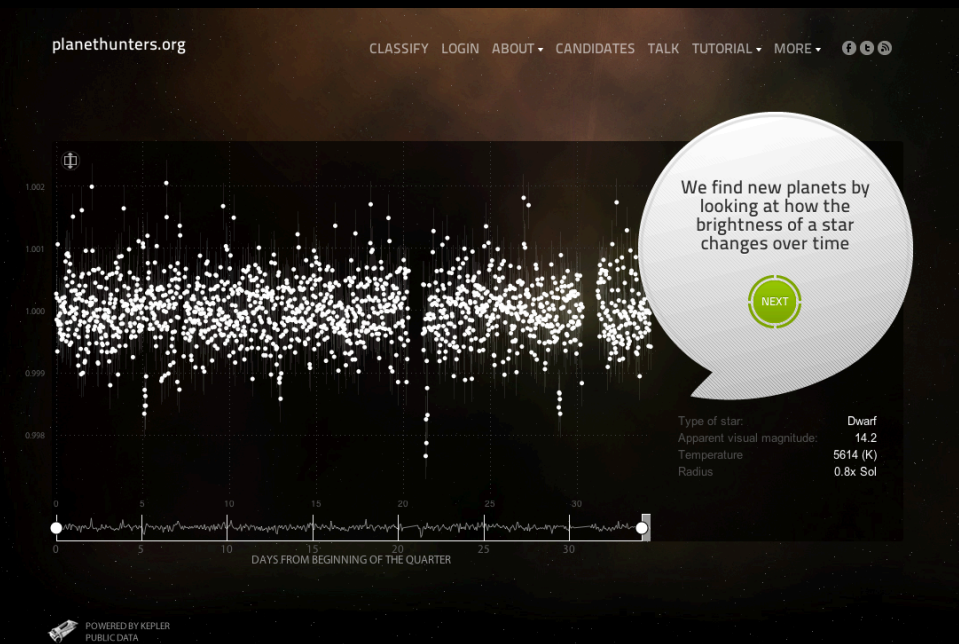 planethunters.org
CLASSIFY LOGIN ABOUT CANDIDATES TALK TUTORIAL MORE
We find new planets by
looking at how the
brightness of a star
changes over time
NEXT
1.002
1.001
1.000
0.999
0.998
0 5 10 15 20 25 30
Type of star: Dwarf
Apparent visual magnitude: 14.2
Temperature 5614 (K)
Radius 0.8x Sol
0 5 10 15 20 25 30
DAYS FROM BEGINNING OF THE QUARTER
POWERED BY KEPLER
PUBLIC DATA